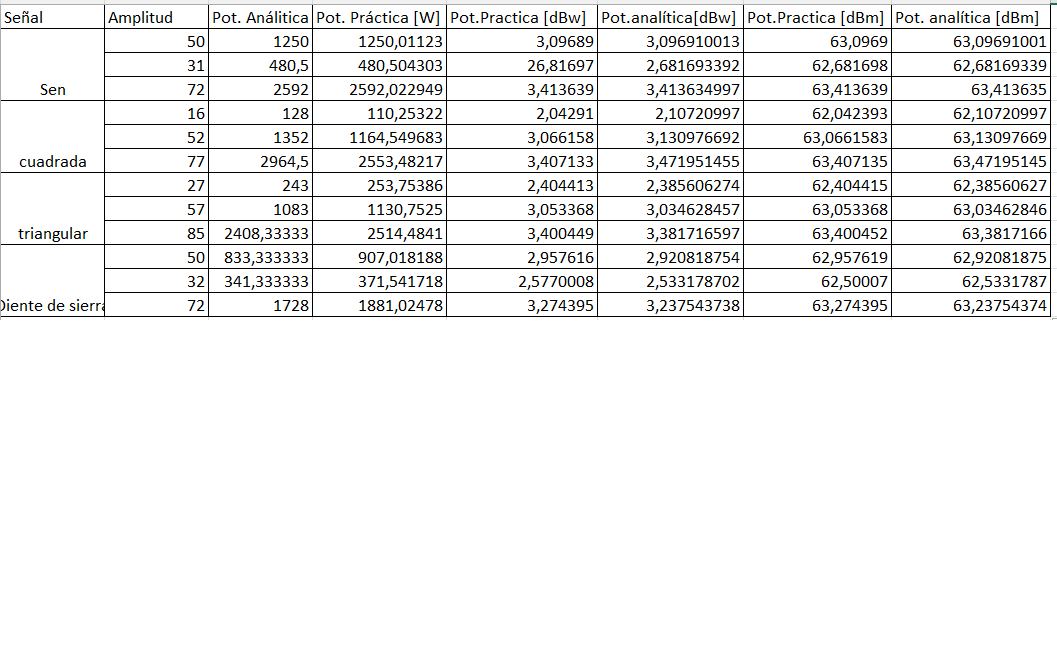 Señal Amplitud Pot. Análitica Pot. Práctica [W] Pot.Practica [dBw] Pot.analítica[dBw] Pot.Practica [dBm] Pot. analítica [dBm]
50 1250 1250,01123 3,09689 3,096910013 63,0969 63,09691001
31 480,5 480,504303 26,81697 2,681693392 62,681698 62,68169339
Sen 72 2592 2592,022949 3,413639 3,413634997 63,413639 63,413635
16 128 110,25322 2,04291 2,10720997 62,042393 62,10720997
52 1352 1164,549683 3,066158 3,130976692 63,0661583 63,13097669
cuadrada 77 2964,5 2553,48217 3,407133 3,471951455 63,407135 63,47195145
27 243 253,75386 2,404413 2,385606274 62,404415 62,38560627
57 1083 1130,7525 3,053368 3,034628457 63,053368 63,03462846
triangular 85 2408,33333 2514,4841 3,400449 3,381716597 63,400452 63,3817166
50 833,333333 907,018188 2,957616 2,920818754 62,957619 62,92081875
32 341,333333 371,541718 2,5770008 2,533178702 62,50007 62,5331787
Diente de sierra 72 1728 1881,02478 3,274395 3,237543738 63,274395 63,23754374